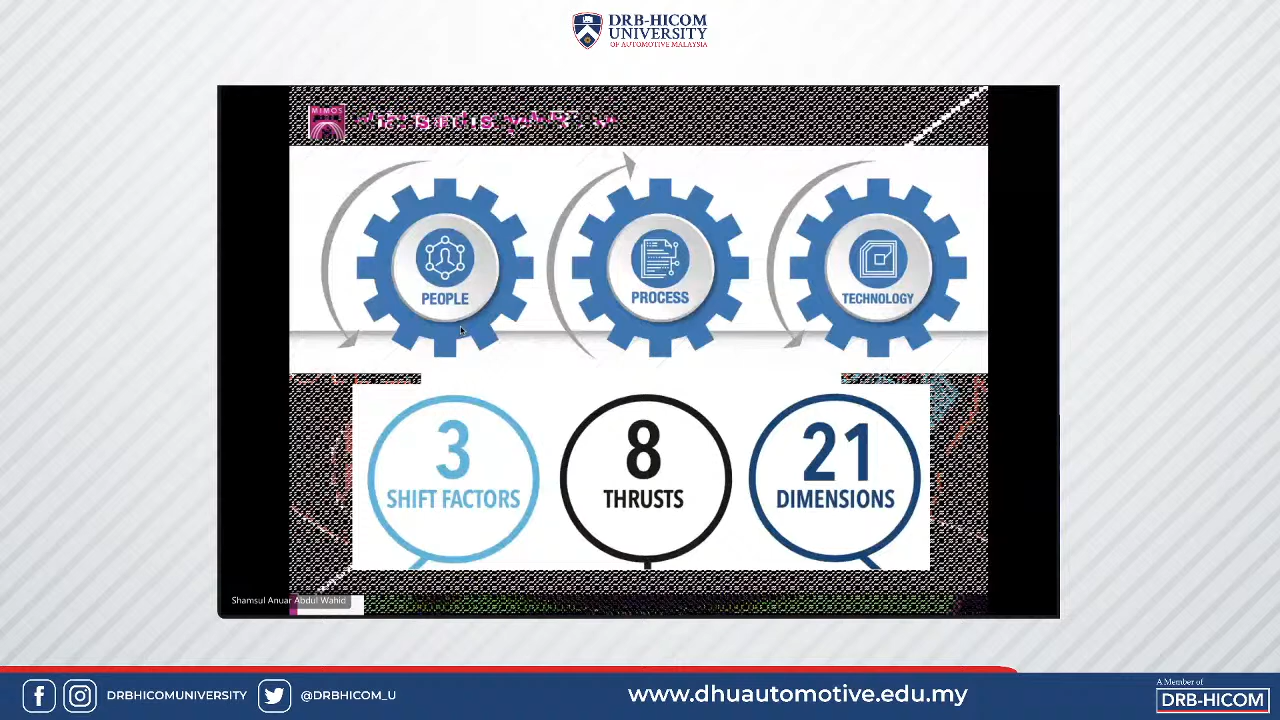 DRB-HICOM
UNIVERSITY
OF AUTOMOTIVE MALAYSIA
MIMOS
PEOPLE
PROCESS
TECHNOLOGY
3
SHIFT FACTORS
8
THRUSTS
21
DIMENSIONS
Shamsul Anuar Abdul Wahid
DRBHICOMUNIVERSITY
@DRBHICOM_U
www.dhuautomotive.edu.my
A Member of
DRB-HICOM